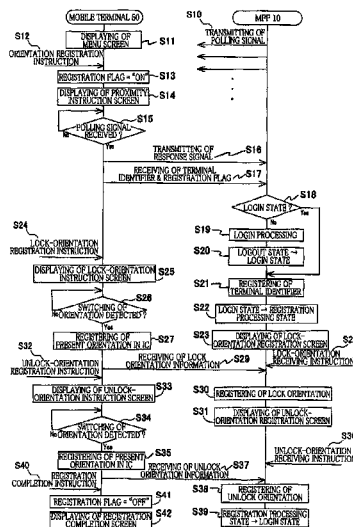 MOBILE TERMINAL 50
MPF 10
S10
TRANSMITTING OF
POLLING SIGNAL
S12
DISPLAYING OF
MENU SCREEN
S11
ORIENTATION REGISTRATION
INSTRUCTION
S13
REGISTRATION FLAG = "ON"
S14
DISPLAYING OF PROXIMITY
INSTRUCTION SCREEN
S15
POLLING SIGNAL
RECEIVED ?
No
Yes
TRANSMITTING OF
RESPONSE SIGNAL
S16
RECEIVING OF TERMINAL
IDENTIFIER & REGISTRATION FLAG
S17
S18
LOGIN STATE ?
Yes
No
S19
LOGIN PROCESSING
S20
LOGOUT STATE →
LOGIN STATE
S24
LOCK-ORIENTATION
REGISTRATION INSTRUCTION
S21
REGISTERING OF
TERMINAL IDENTIFIER
DISPLAYING OF LOCK-ORIENTATION
INSTRUCTION SCREEN
S25
S22
LOGIN STATE → REGISTRATION
PROCESSING STATE
S26
SWITCHING OF
ORIENTATION DETECTED ?
No
Yes
S23
DISPLAYING OF LOCK-
ORIENTATION REGISTRATION SCREEN
REGISTERING OF
PRESENT ORIENTATION IN IC
S27
LOCK-ORIENTATION
RECEIVING INSTRUCTION
S32
RECEIVING OF LOCK
ORIENTATION INFORMATION
S29
UNLOCK-ORIENTATION
REGISTRATION INSTRUCTION
S33
DISPLAYING OF UNLOCK-
ORIENTATION INSTRUCTION SCREEN
S30
REGISTERING OF LOCK ORIENTATION
S31
DISPLAYING OF UNLOCK-
ORIENTATION REGISTRATION SCREEN
S34
SWITCHING OF
ORIENTATION DETECTED ?
No
Yes
S35
REGISTERING OF PRESENT
ORIENTATION IN IC
UNLOCK-ORIENTATION
RECEIVING INSTRUCTION
S40
REGISTRATION
COMPLETION INSTRUCTION
RECEIVING OF UNLOCK-
ORIENTATION INFORMATION
S37
S41
REGISTRATION FLAG = "OFF"
S38
REGISTERING OF
UNLOCK ORIENTATION
S42
DISPLAYING OF REGISTRATION
COMPLETION SCREEN
S39
REGISTRATION PROCESSING
STATE → LOGIN STATE